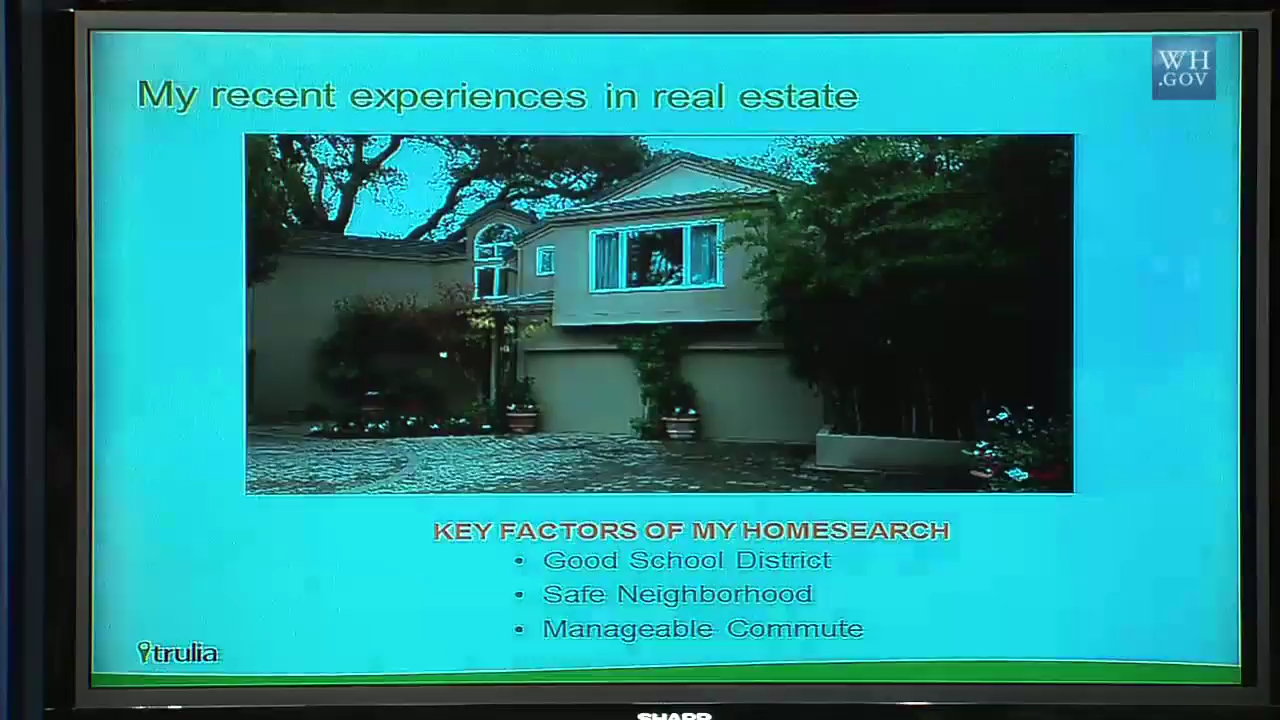 WH
.GOV
My recent experiences in real estate
KEY FACTORS OF MY HOMESEARCH
• Good School District
• Safe Neighborhood
• Manageable Commute
trulia
SHARP